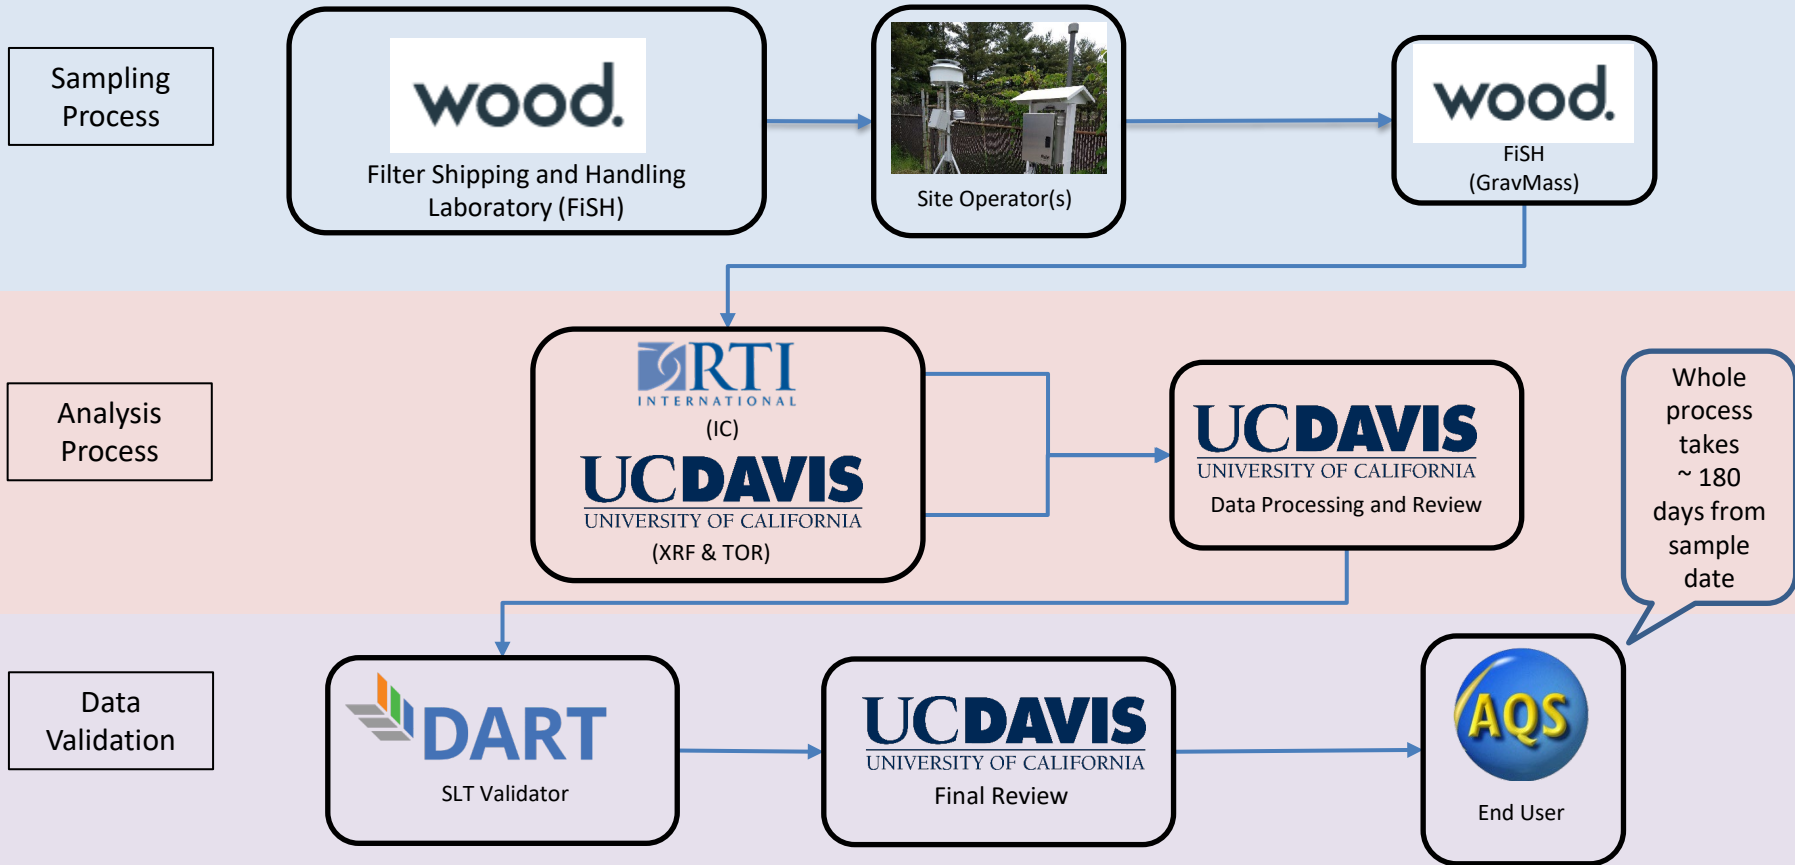 Sampling
Process
wood.
Filter Shipping and Handling
Laboratory (FiSH)
Site Operator(s)
wood.
FiSH
(GravMass)
Analysis
Process
RTI
INTERNATIONAL
(IC)
UCDAVIS
UNIVERSITY OF CALIFORNIA
(XRF & TOR)
UCDAVIS
UNIVERSITY OF CALIFORNIA
Data Processing and Review
Whole
process
takes
~ 180
days from
sample
date
Data
Validation
DART
SLT Validator
UCDAVIS
UNIVERSITY OF CALIFORNIA
Final Review
AQS
End User